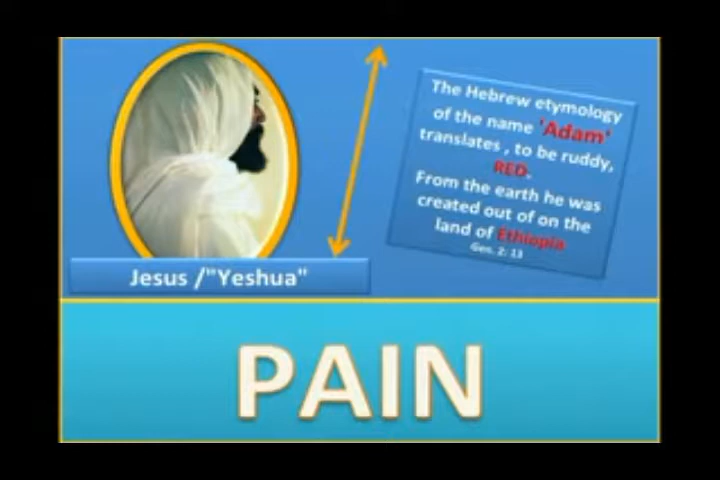 The Hebrew etymology
of the name 'Adam'
translates , to be ruddy,
RED.
From the earth he was
created out of on the
land of Ethiopia
Gen. 2: 13
Jesus /"Yeshua"
PAIN